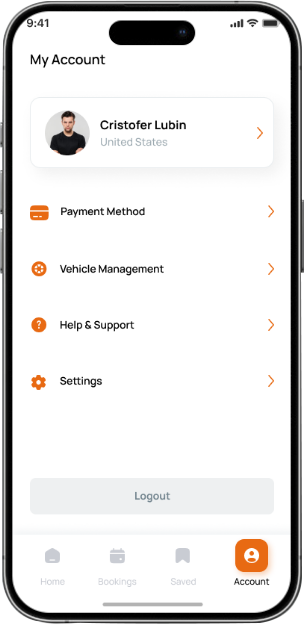 9:41
My Account
Cristofer Lubin
United States
Payment Method
Vehicle Management
Help & Support
Settings
Logout
Home
Bookings
Saved
Account